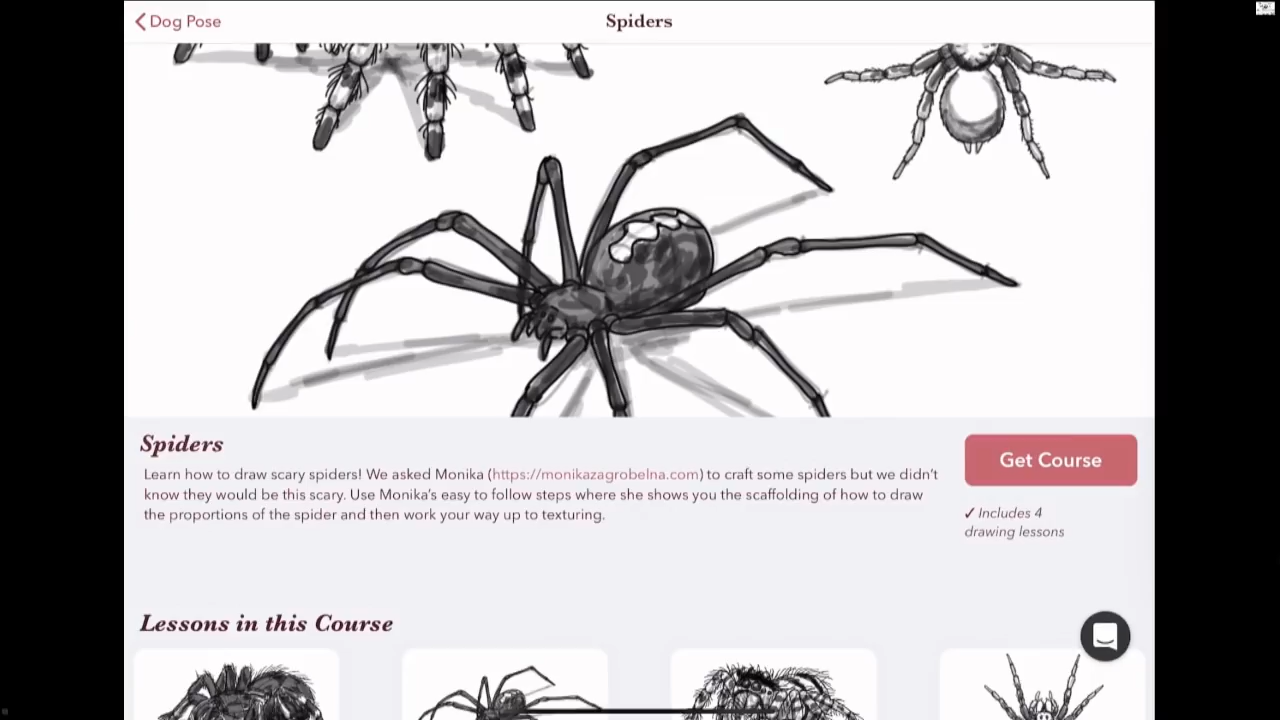 Dog Pose
Spiders
Spiders
Learn how to draw scary spiders! We asked Monika (https://monikazagrobelna.com) to craft some spiders but we didn't
know they would be this scary. Use Monika's easy to follow steps where she shows you the scaffolding of how to draw
the proportions of the spider and then work your way up to texturing.
Get Course
✓ Includes 4
drawing lessons
Lessons in this Course